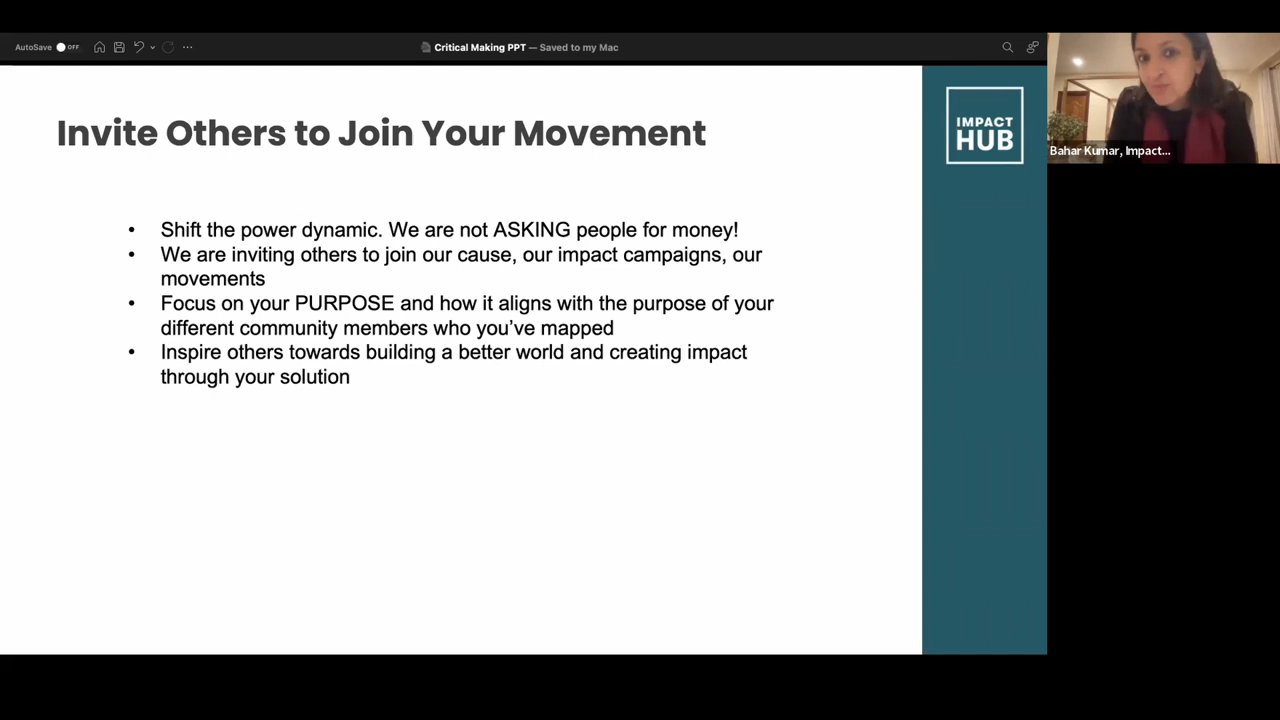 AutoSave OFF
Critical Making PPT — Saved to my Mac
Invite Others to Join Your Movement
IMPACT
HUB
Bahar Kumar, Impact...
• Shift the power dynamic. We are not ASKING people for money!
• We are inviting others to join our cause, our impact campaigns, our
movements
• Focus on your PURPOSE and how it aligns with the purpose of your
different community members who you’ve mapped
• Inspire others towards building a better world and creating impact
through your solution